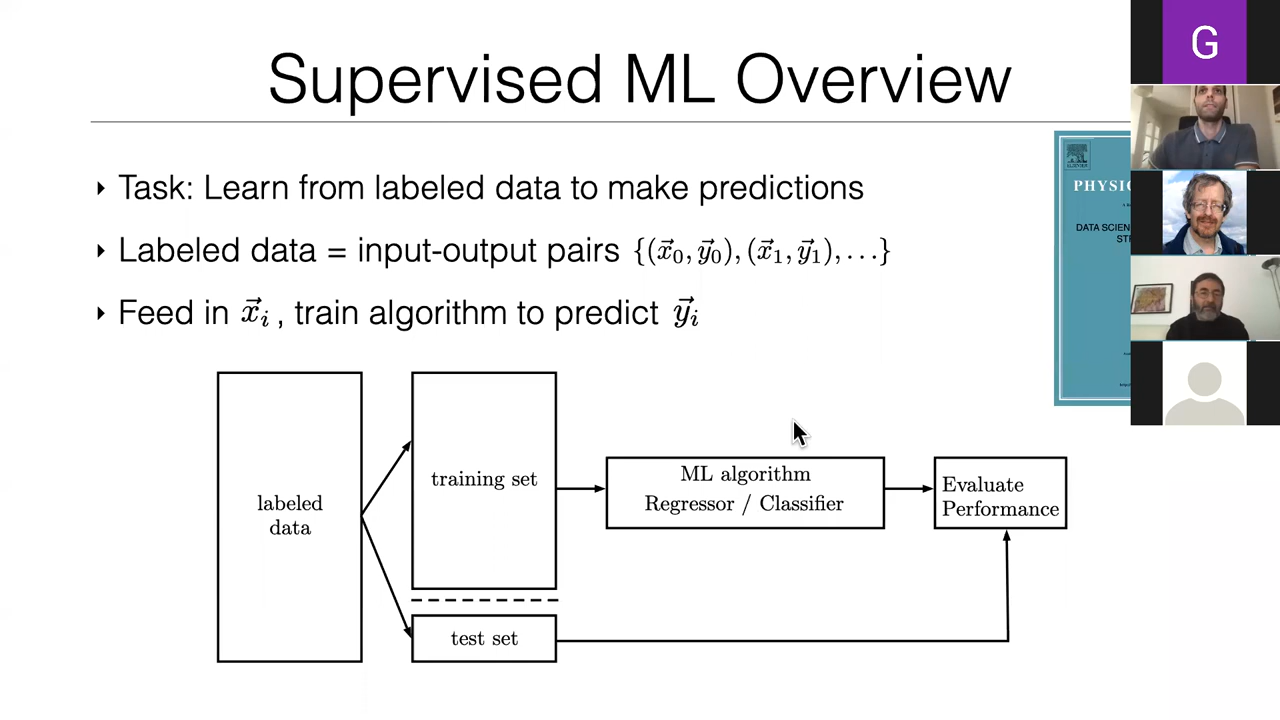 Supervised ML Overview
‣ Task: Learn from labeled data to make predictions
‣ Labeled data = input-output pairs {(x⃗₀, y⃗₀), (x⃗₁, y⃗₁), …}
‣ Feed in x⃗ᵢ , train algorithm to predict y⃗ᵢ
labeled
data
training set
test set
ML algorithm
Regressor / Classifier
Evaluate
Performance
G
ELSEVIER
PHYSIC
DATA SCIEN